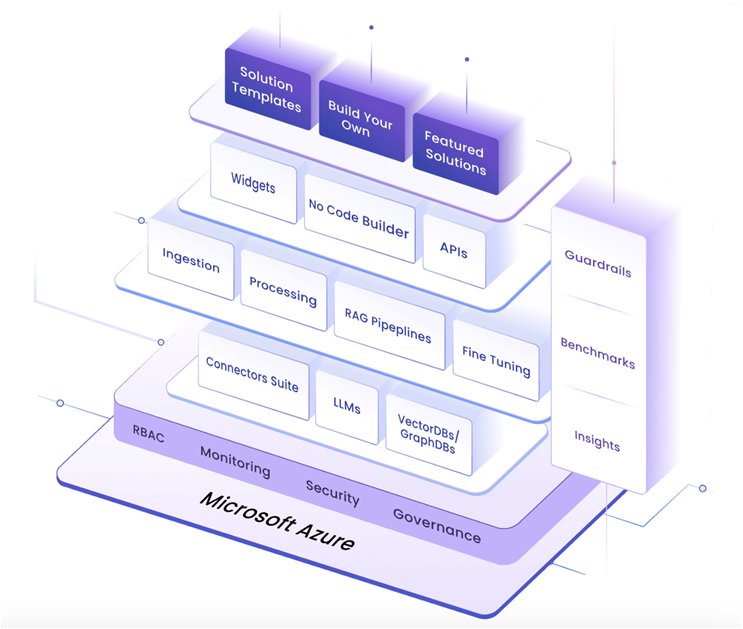 Solution
Templates
Build Your
Own
Featured
Solutions
Widgets
No Code Builder
APIs
Ingestion
Processing
RAG Pipeplines
Fine Tuning
Connectors Suite
LLMs
VectorDBs/
GraphDBs
Guardrails
Benchmarks
Insights
RBAC
Monitoring
Security
Governance
Microsoft Azure